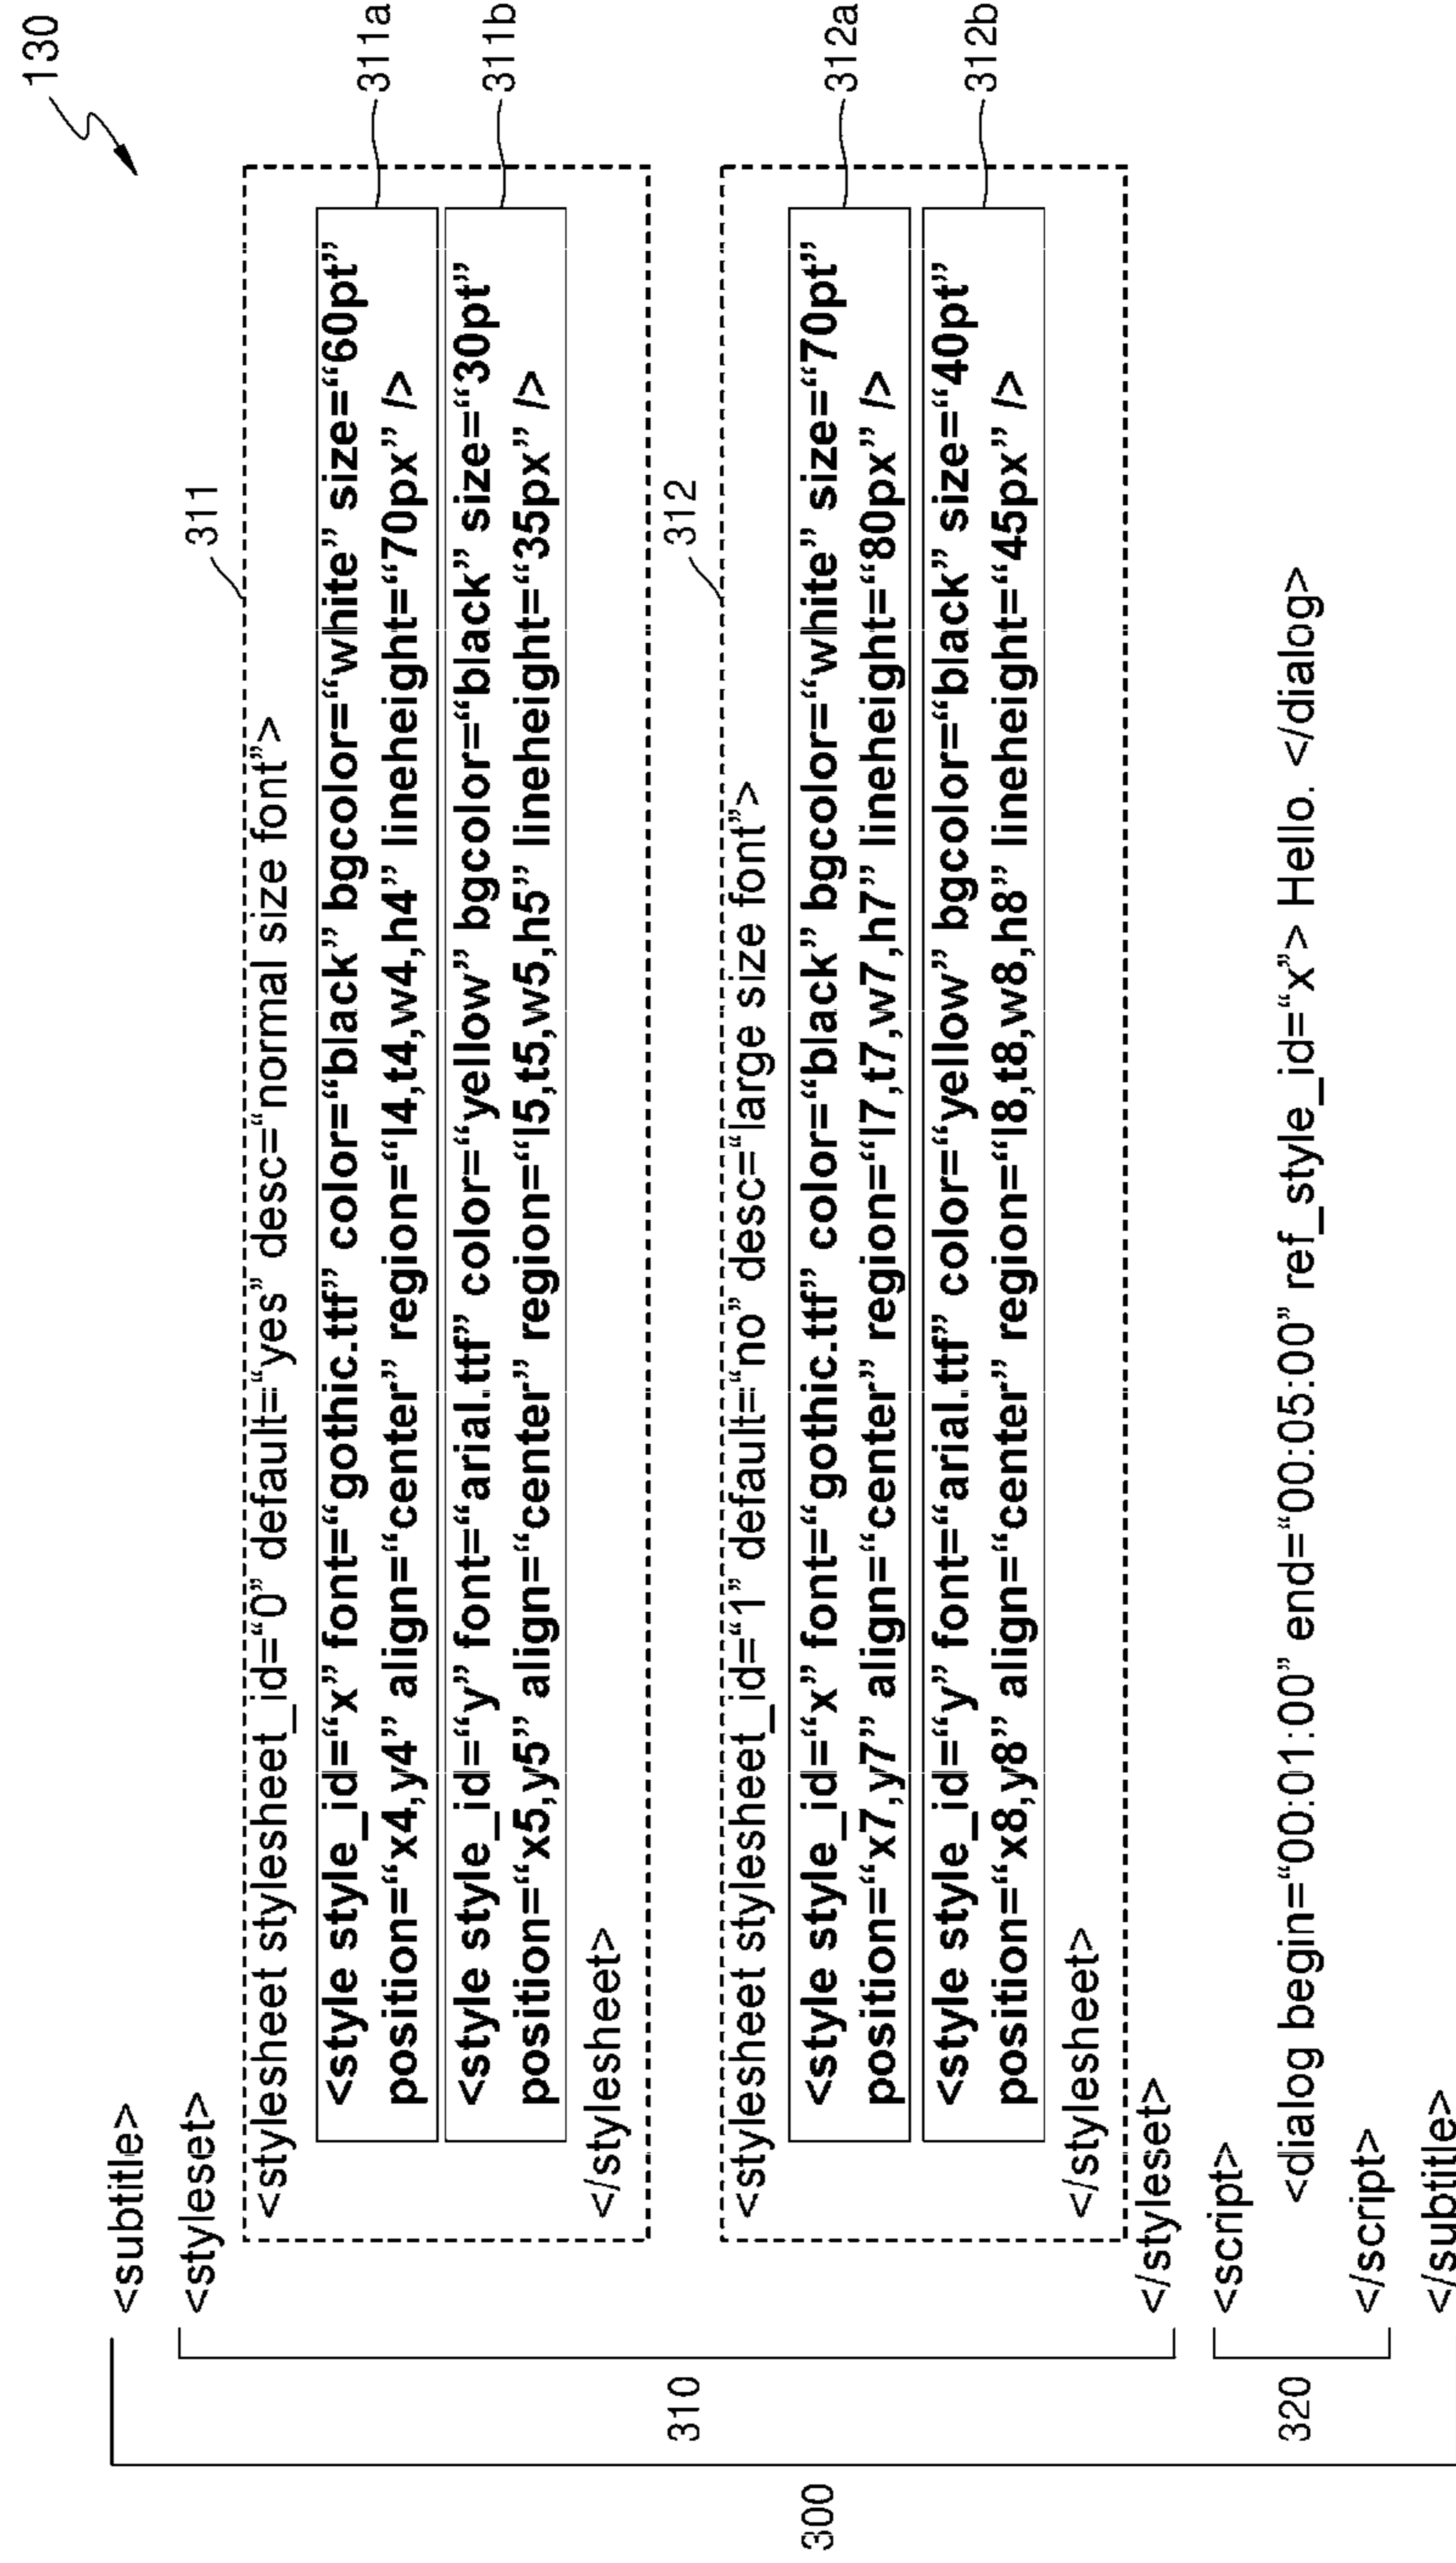 130
<subtitle>
<styleset>
311
<stylesheet stylesheet_id=“0” default=“yes” desc=“normal size font”>
<style style_id=“x” font=“gothic.ttf” color=“black” bgcolor=“white” size=“60pt”
position=“x4,y4” align=“center” region=“l4,t4,w4,h4” lineheight=“70px” />
311a
<style style_id=“y” font=“arial.ttf” color=“yellow” bgcolor=“black” size=“30pt”
position=“x5,y5” align=“center” region=“l5,t5,w5,h5” lineheight=“35px” />
311b
</stylesheet>
312
<stylesheet stylesheet_id=“1” default=“no” desc=“large size font”>
<style style_id=“x” font=“gothic.ttf” color=“black” bgcolor=“white” size=“70pt”
position=“x7,y7” align=“center” region=“l7,t7,w7,h7” lineheight=“80px” />
312a
<style style_id=“y” font=“arial.ttf” color=“yellow” bgcolor=“black” size=“40pt”
position=“x8,y8” align=“center” region=“l8,t8,w8,h8” lineheight=“45px” />
312b
</stylesheet>
</styleset>
310
<script>
<dialog begin=“00:01:00” end=“00:05:00” ref_style_id=“x”> Hello. </dialog>
</script>
320
</subtitle>
300